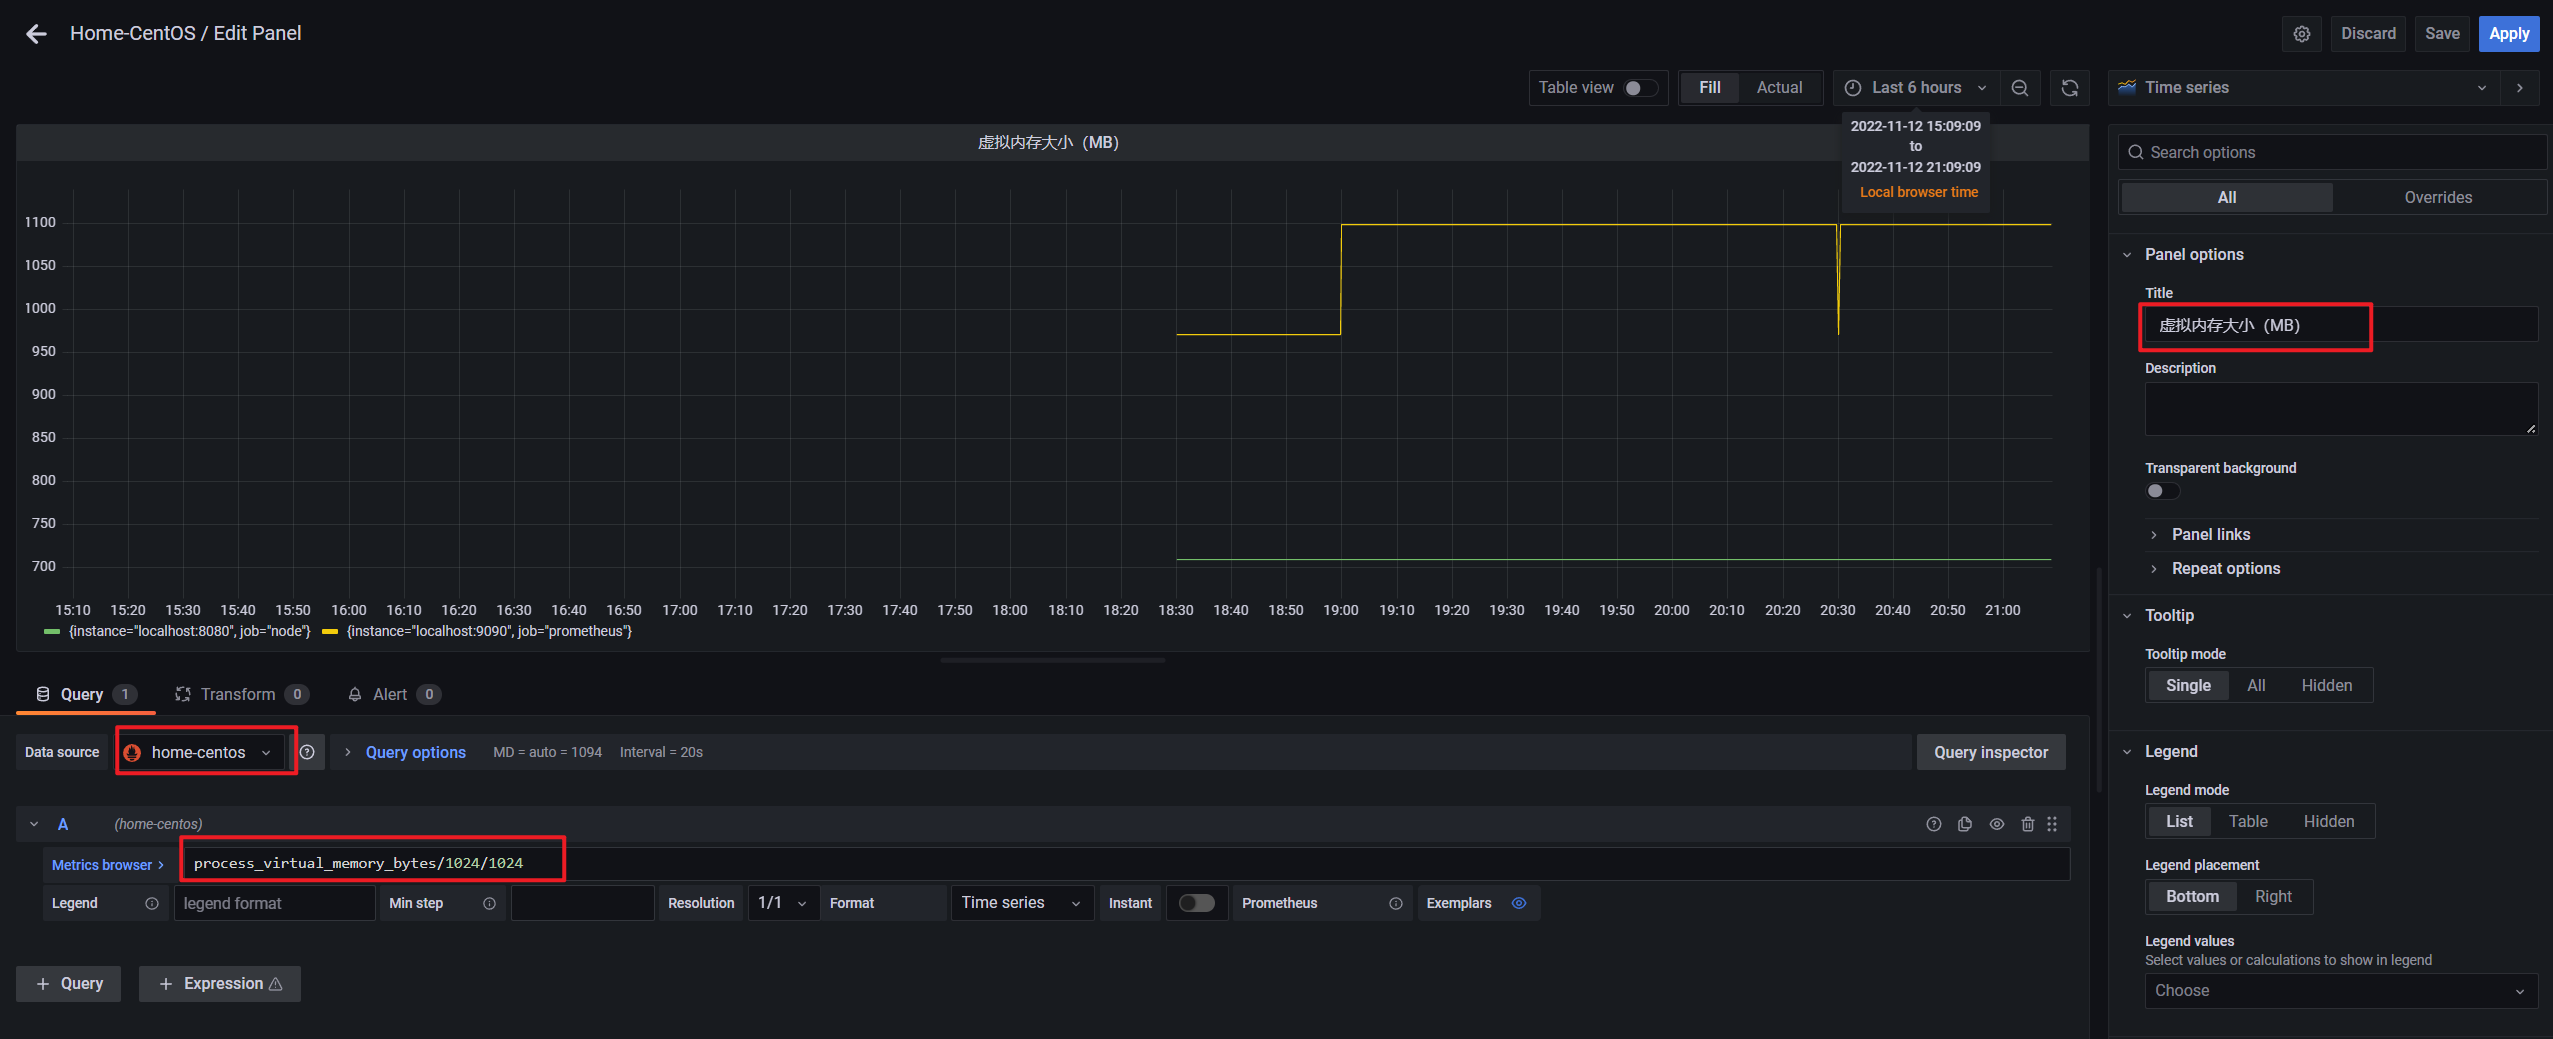 Home-CentOS / Edit Panel
Discard
Save
Apply
Table view
Fill
Actual
Last 6 hours
Time series
2022-11-12 15:09:09
to
2022-11-12 21:09:09
Local browser time
虚拟内存大小（MB）
1100
1050
1000
950
900
850
800
750
700
15:10 15:20 15:30 15:40 15:50 16:00 16:10 16:20 16:30 16:40 16:50 17:00 17:10 17:20 17:30 17:40 17:50 18:00 18:10 18:20 18:30 18:40 18:50 19:00 19:10 19:20 19:30 19:40 19:50 20:00 20:10 20:20 20:30 20:40 20:50 21:00
{instance="localhost:8080", job="node"} {instance="localhost:9090", job="prometheus"}
Query 1
Transform 0
Alert 0
Data source
home-centos
Query options
MD = auto = 1094
Interval = 20s
Query inspector
A
(home-centos)
Metrics browser >
process_virtual_memory_bytes/1024/1024
Legend
legend format
Min step
Resolution
1/1
Format
Time series
Instant
Prometheus
Exemplars
+ Query
+ Expression
Search options
All
Overrides
Panel options
Title
虚拟内存大小（MB）
Description
Transparent background
Panel links
Repeat options
Tooltip
Tooltip mode
Single
All
Hidden
Legend
Legend mode
List
Table
Hidden
Legend placement
Bottom
Right
Legend values
Select values or calculations to show in legend
Choose